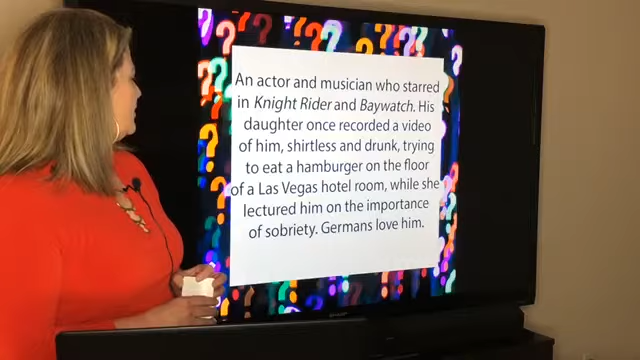 An actor and musician who starred
in Knight Rider and Baywatch. His
daughter once recorded a video
of him, shirtless and drunk, trying
to eat a hamburger on the floor
of a Las Vegas hotel room, while she
lectured him on the importance
of sobriety. Germans love him.
SHARP